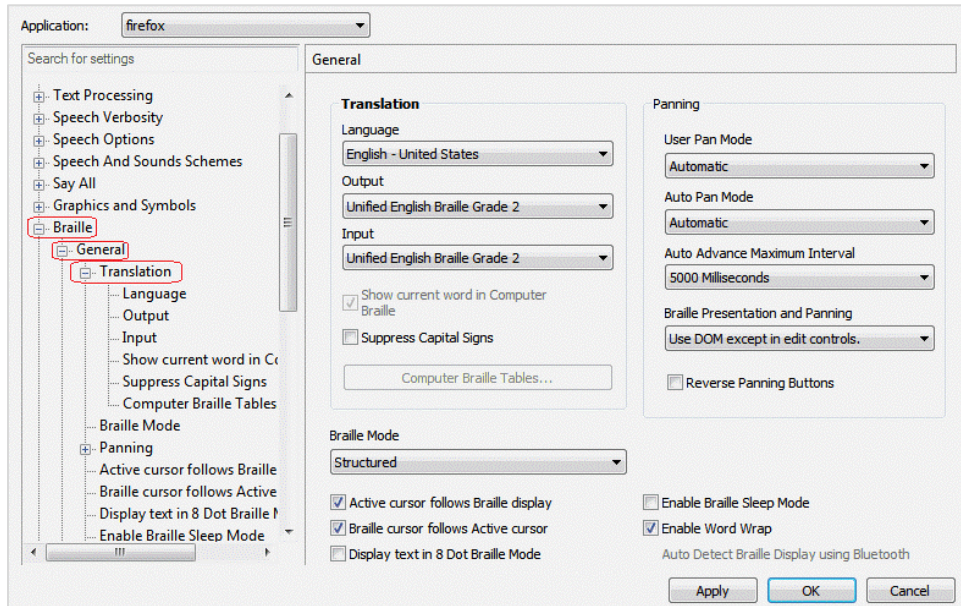 Application: firefox
Search for settings
General
Text Processing
Speech Verbosity
Speech Options
Speech And Sounds Schemes
Say All
Graphics and Symbols
Braille
General
Translation
Language
Output
Input
Show current word in Co
Suppress Capital Signs
Computer Braille Tables
Braille Mode
Panning
Active cursor follows Braille
Braille cursor follows Active
Display text in 8 Dot Braille M
Enable Braille Sleep Mode
Translation
Language
English - United States
Output
Unified English Braille Grade 2
Input
Unified English Braille Grade 2
Show current word in Computer
Braille
Suppress Capital Signs
Computer Braille Tables...
Panning
User Pan Mode
Automatic
Auto Pan Mode
Automatic
Auto Advance Maximum Interval
5000 Milliseconds
Braille Presentation and Panning
Use DOM except in edit controls.
Reverse Panning Buttons
Braille Mode
Structured
Active cursor follows Braille display
Braille cursor follows Active cursor
Display text in 8 Dot Braille Mode
Enable Braille Sleep Mode
Enable Word Wrap
Auto Detect Braille Display using Bluetooth
Apply OK Cancel